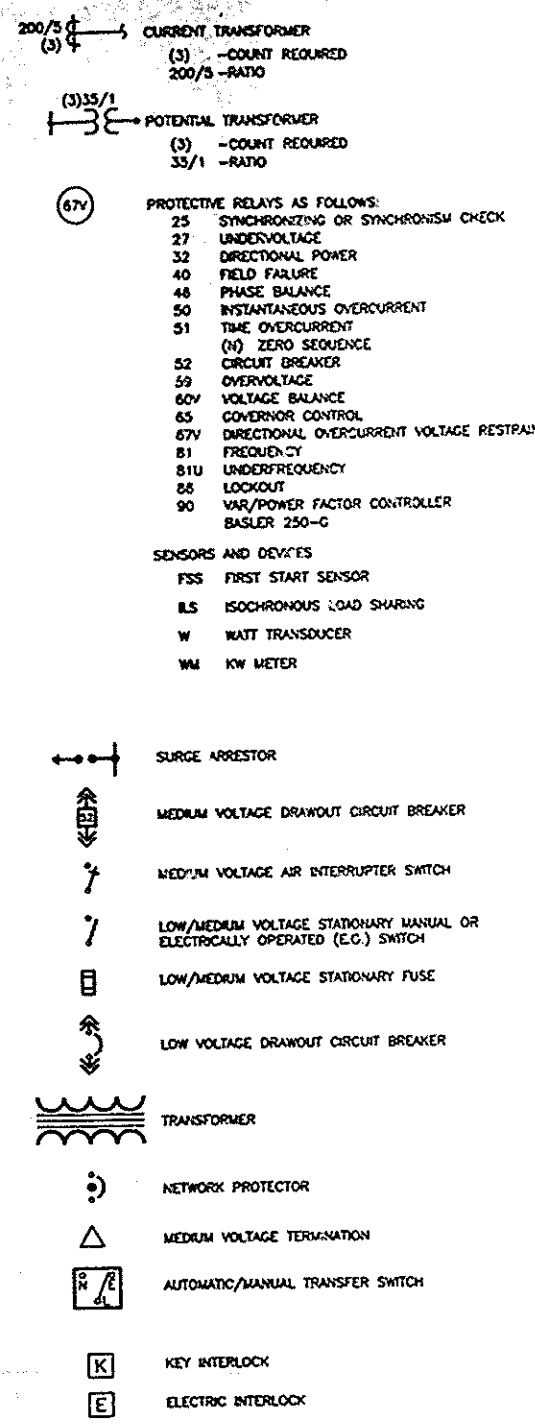 200/5
(3)
CURRENT TRANSFORMER
(3) -COUNT REQUIRED
200/5 -RATIO
(3)35/1
POTENTIAL TRANSFORMER
(3) -COUNT REQUIRED
35/1 -RATIO
67V
PROTECTIVE RELAYS AS FOLLOWS:
25 SYNCHRONIZING OR SYNCHRONISM CHECK
27 UNDERVOLTAGE
32 DIRECTIONAL POWER
40 FIELD FAILURE
46 PHASE BALANCE
50 INSTANTANEOUS OVERCURRENT
51 TIME OVERCURRENT
(N) ZERO SEQUENCE
52 CIRCUIT BREAKER
59 OVERVOLTAGE
60V VOLTAGE BALANCE
65 GOVERNOR CONTROL
67V DIRECTIONAL OVERCURRENT VOLTAGE RESTRAIN
81 FREQUENCY
81U UNDERFREQUENCY
86 LOCKOUT
90 VAR/POWER FACTOR CONTROLLER
BASLER 250-G
SENSORS AND DEVICES
FSS FIRST START SENSOR
ILS ISOCHRONOUS LOAD SHARING
W WATT TRANSDUCER
WM KW METER
SURGE ARRESTOR
52
MEDIUM VOLTAGE DRAWOUT CIRCUIT BREAKER
MEDIUM VOLTAGE AIR INTERRUPTER SWITCH
LOW/MEDIUM VOLTAGE STATIONARY MANUAL OR
ELECTRICALLY OPERATED (E.G.) SWITCH
LOW/MEDIUM VOLTAGE STATIONARY FUSE
LOW VOLTAGE DRAWOUT CIRCUIT BREAKER
TRANSFORMER
NETWORK PROTECTOR
MEDIUM VOLTAGE TERMINATION
N E
L
AUTOMATIC/MANUAL TRANSFER SWITCH
K KEY INTERLOCK
E ELECTRIC INTERLOCK